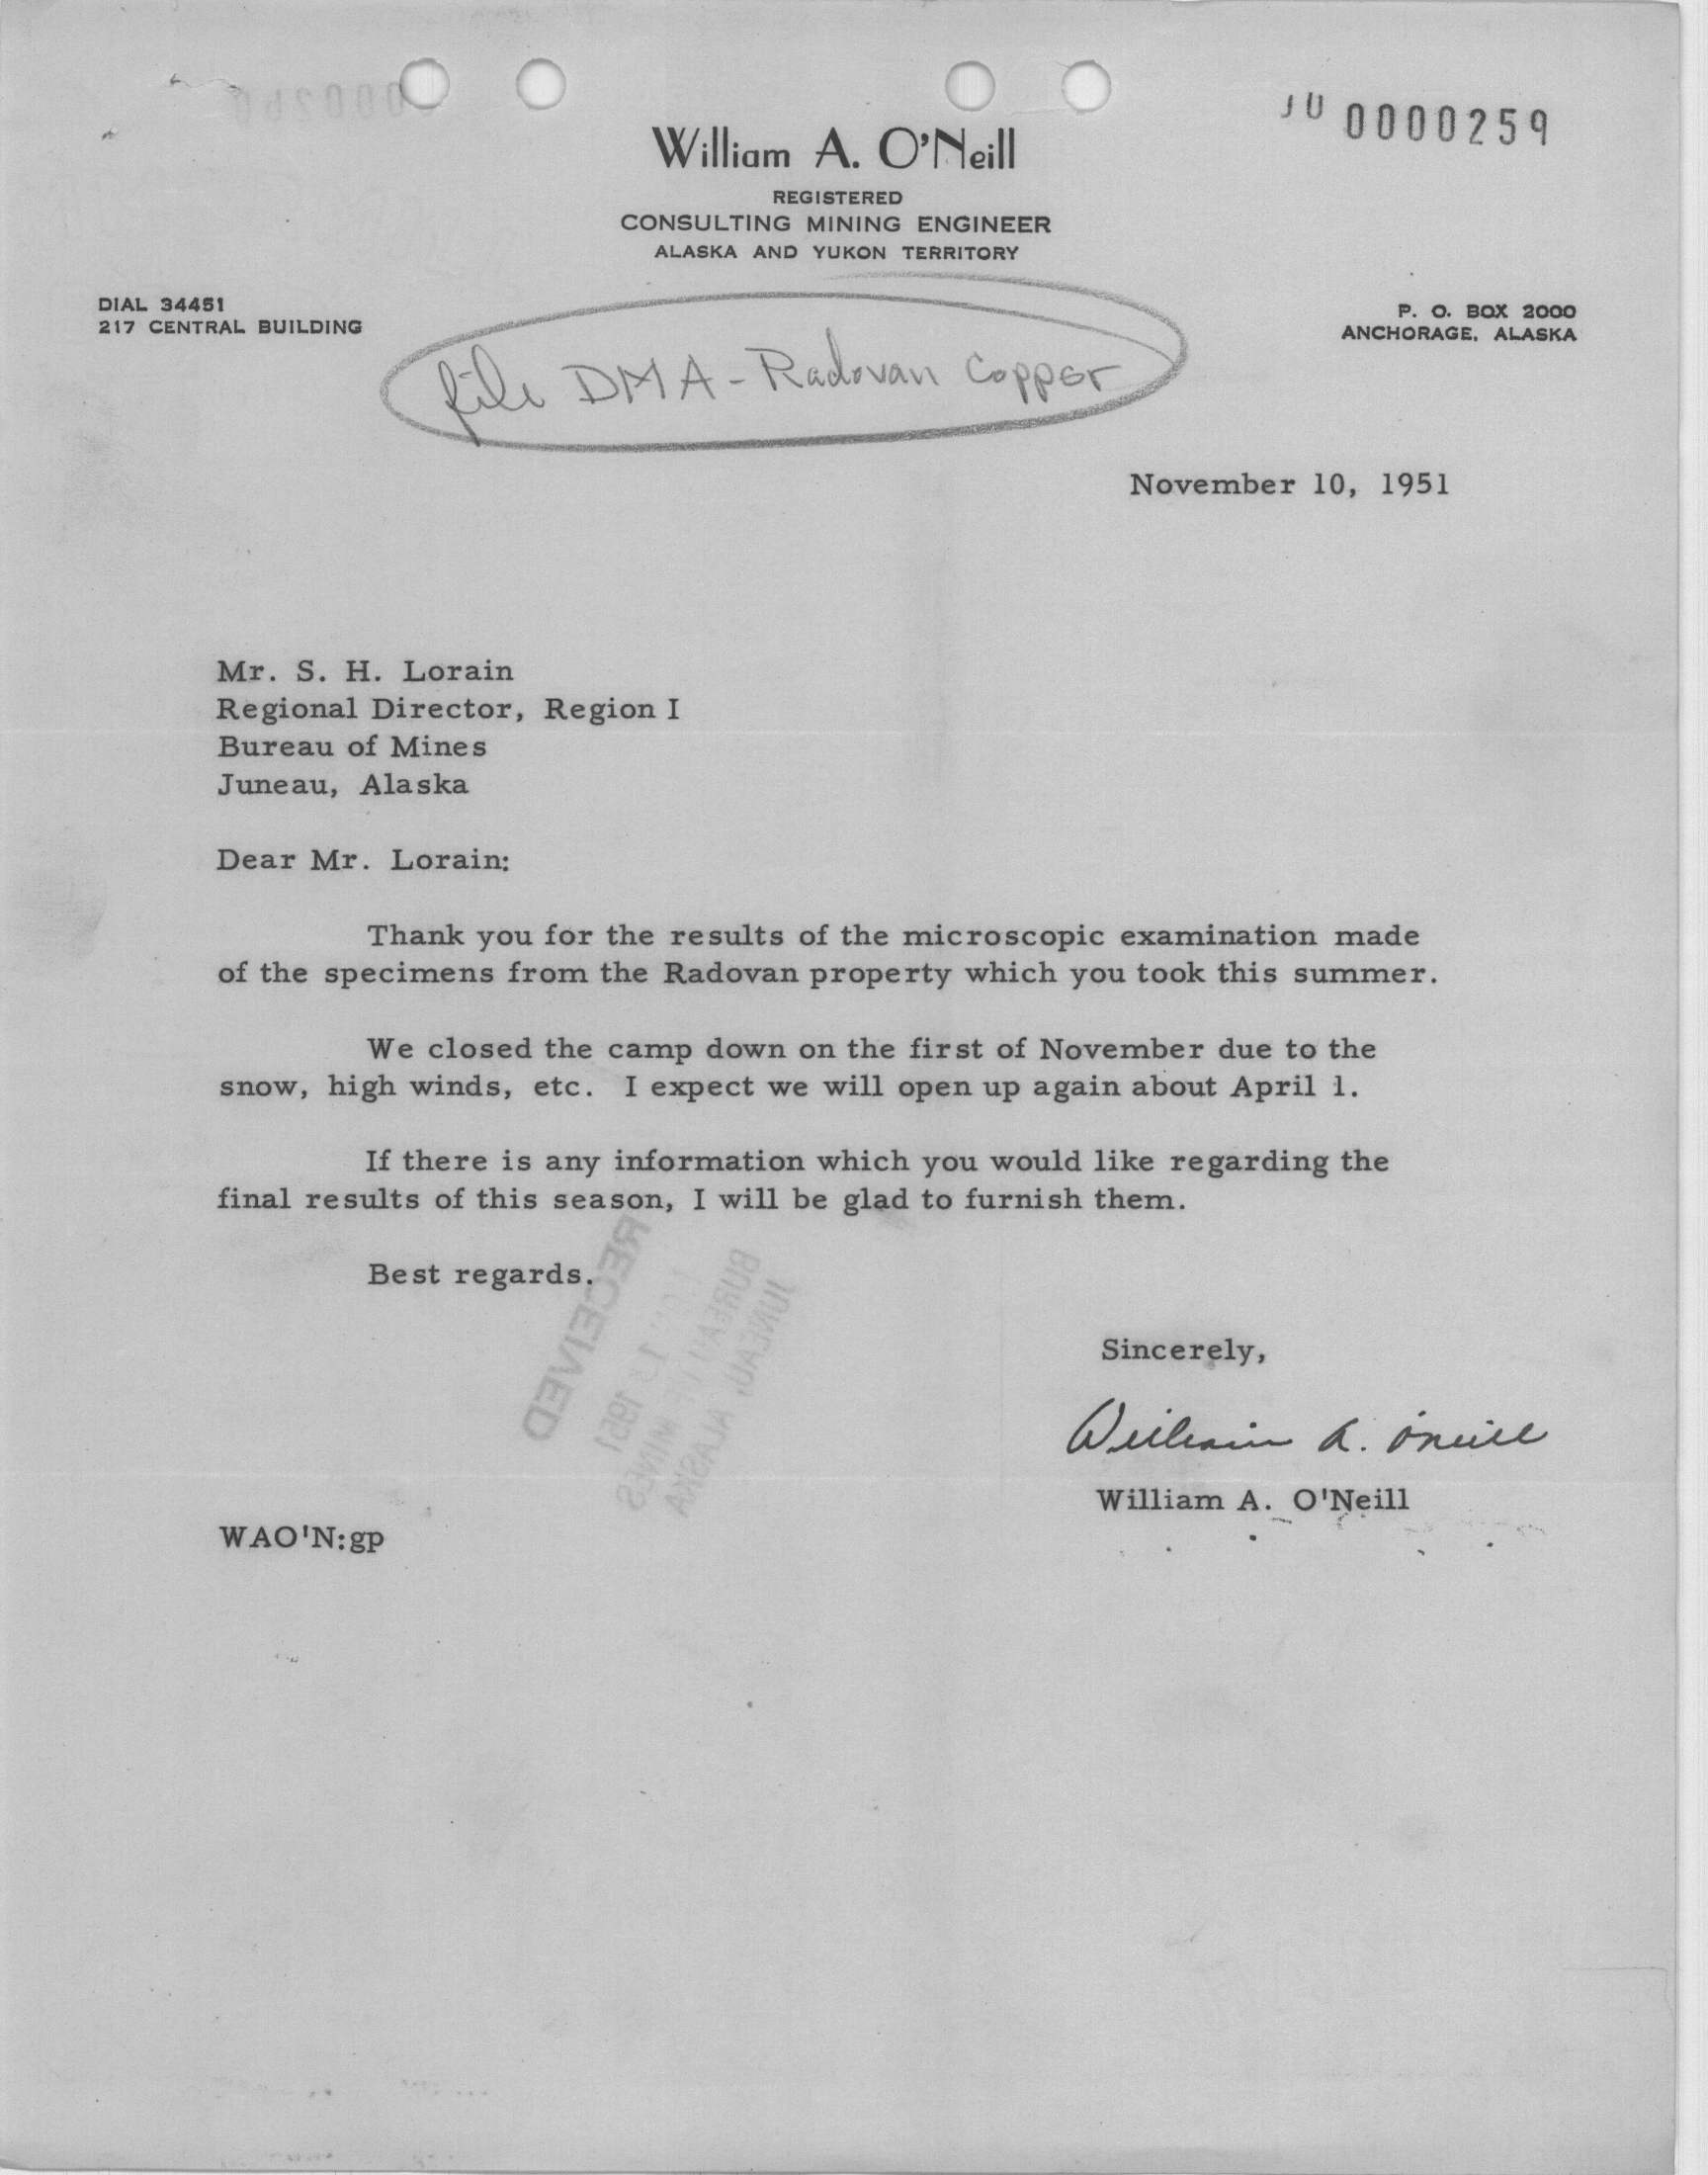 JU 0000259
William A. O'Neill
REGISTERED
CONSULTING MINING ENGINEER
ALASKA AND YUKON TERRITORY
DIAL 34451
217 CENTRAL BUILDING
P. O. BOX 2000
ANCHORAGE, ALASKA
file DMA - Radovan Copper
November 10, 1951
Mr. S. H. Lorain
Regional Director, Region I
Bureau of Mines
Juneau, Alaska
Dear Mr. Lorain:
Thank you for the results of the microscopic examination made
of the specimens from the Radovan property which you took this summer.
We closed the camp down on the first of November due to the
snow, high winds, etc. I expect we will open up again about April 1.
If there is any information which you would like regarding the
final results of this season, I will be glad to furnish them.
Best regards.
RECEIVED
13 1951
BUREAU OF MINES
JUNEAU, ALASKA
Sincerely,
William A. O'Neill
William A. O'Neill
WAO'N:gp